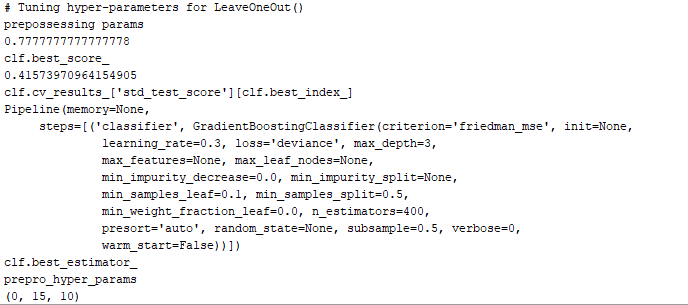 # Tuning hyper-parameters for LeaveOneOut()
prepossessing params
0.7777777777777778
clf.best_score_
0.41573970964154905
clf.cv_results_['std_test_score'][clf.best_index_]
Pipeline(memory=None,
     steps=[('classifier', GradientBoostingClassifier(criterion='friedman_mse', init=None,
              learning_rate=0.3, loss='deviance', max_depth=3,
              max_features=None, max_leaf_nodes=None,
              min_impurity_decrease=0.0, min_impurity_split=None,
              min_samples_leaf=0.1, min_samples_split=0.5,
              min_weight_fraction_leaf=0.0, n_estimators=400,
              presort='auto', random_state=None, subsample=0.5, verbose=0,
              warm_start=False))])
clf.best_estimator_
prepro_hyper_params
(0, 15, 10)